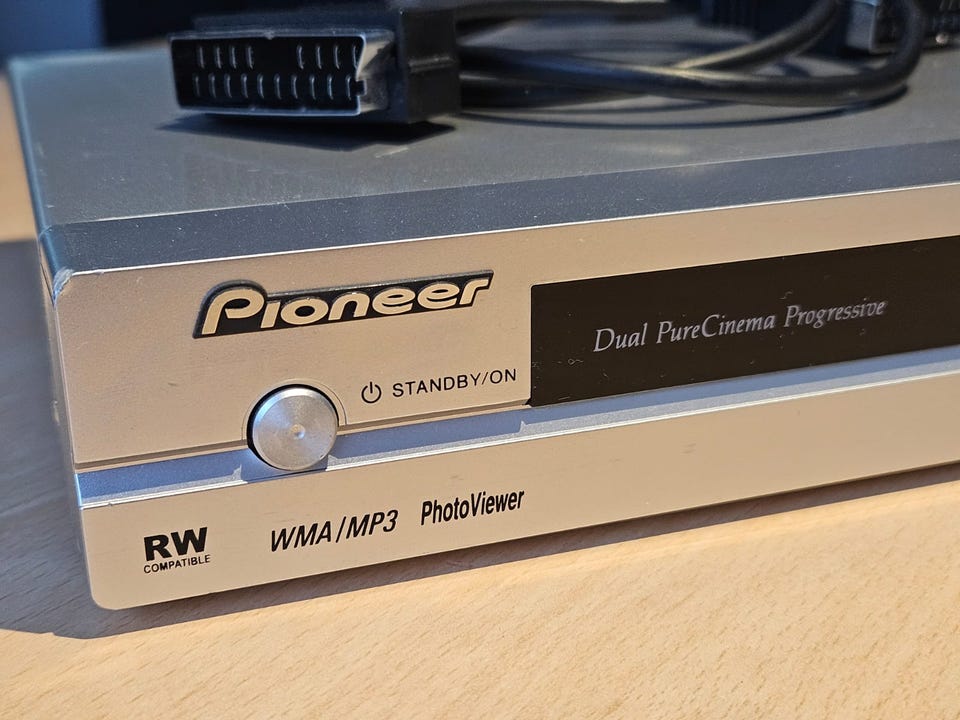 Pioneer
Dual PureCinema Progressive
STANDBY/ON
RW
COMPATIBLE
WMA/MP3
PhotoViewer